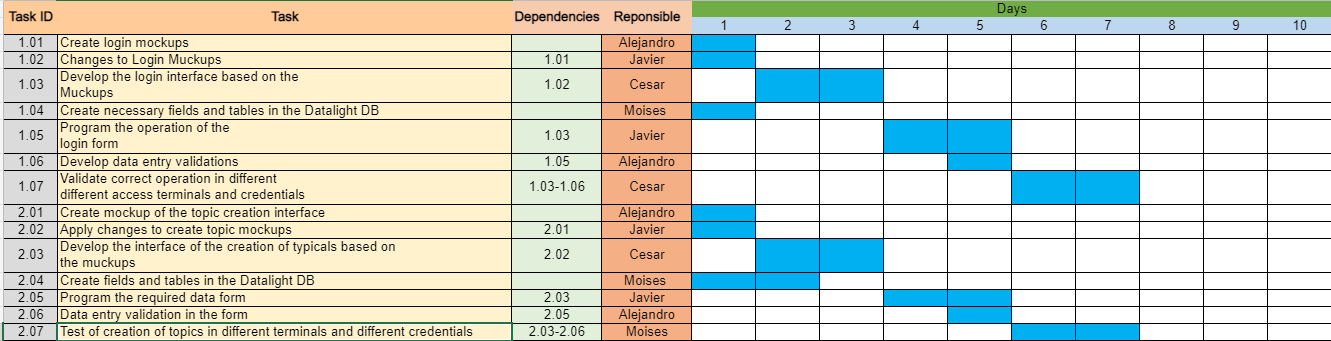 Task ID Task Dependencies Reponsible Days
1 2 3 4 5 6 7 8 9 10
1.01 Create login mockups Alejandro
1.02 Changes to Login Muckups 1.01 Javier
1.03 Develop the login interface based on the
Muckups 1.02 Cesar
1.04 Create necessary fields and tables in the Datalight DB Moises
1.05 Program the operation of the
login form 1.03 Javier
1.06 Develop data entry validations 1.05 Alejandro
1.07 Validate correct operation in different
different access terminals and credentials 1.03-1.06 Cesar
2.01 Create mockup of the topic creation interface Alejandro
2.02 Apply changes to create topic mockups 2.01 Javier
2.03 Develop the interface of the creation of typicals based on
the muckups 2.02 Cesar
2.04 Create fields and tables in the Datalight DB Moises
2.05 Program the required data form 2.03 Javier
2.06 Data entry validation in the form 2.05 Alejandro
2.07 Test of creation of topics in different terminals and different credentials 2.03-2.06 Moises